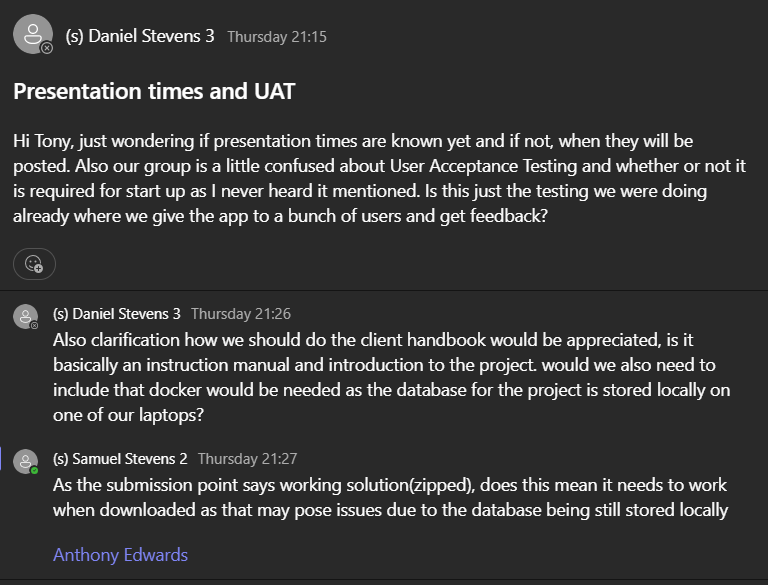 (s) Daniel Stevens 3 Thursday 21:15
Presentation times and UAT
Hi Tony, just wondering if presentation times are known yet and if not, when they will be
posted. Also our group is a little confused about User Acceptance Testing and whether or not it
is required for start up as I never heard it mentioned. Is this just the testing we were doing
already where we give the app to a bunch of users and get feedback?
(s) Daniel Stevens 3 Thursday 21:26
Also clarification how we should do the client handbook would be appreciated, is it
basically an instruction manual and introduction to the project. would we also need to
include that docker would be needed as the database for the project is stored locally on
one of our laptops?
(s) Samuel Stevens 2 Thursday 21:27
As the submission point says working solution(zipped), does this mean it needs to work
when downloaded as that may pose issues due to the database being still stored locally
Anthony Edwards